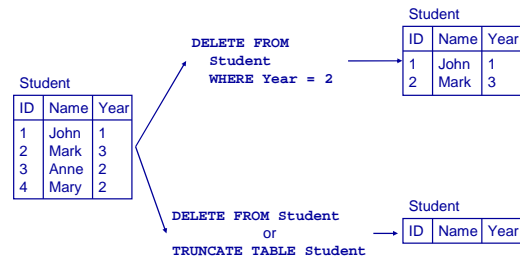 Student
ID Name Year
1 John 1
2 Mark 3
3 Anne 2
4 Mary 2
DELETE FROM
Student
WHERE Year = 2
Student
ID Name Year
1 John 1
2 Mark 3
DELETE FROM Student
or
TRUNCATE TABLE Student
Student
ID Name Year